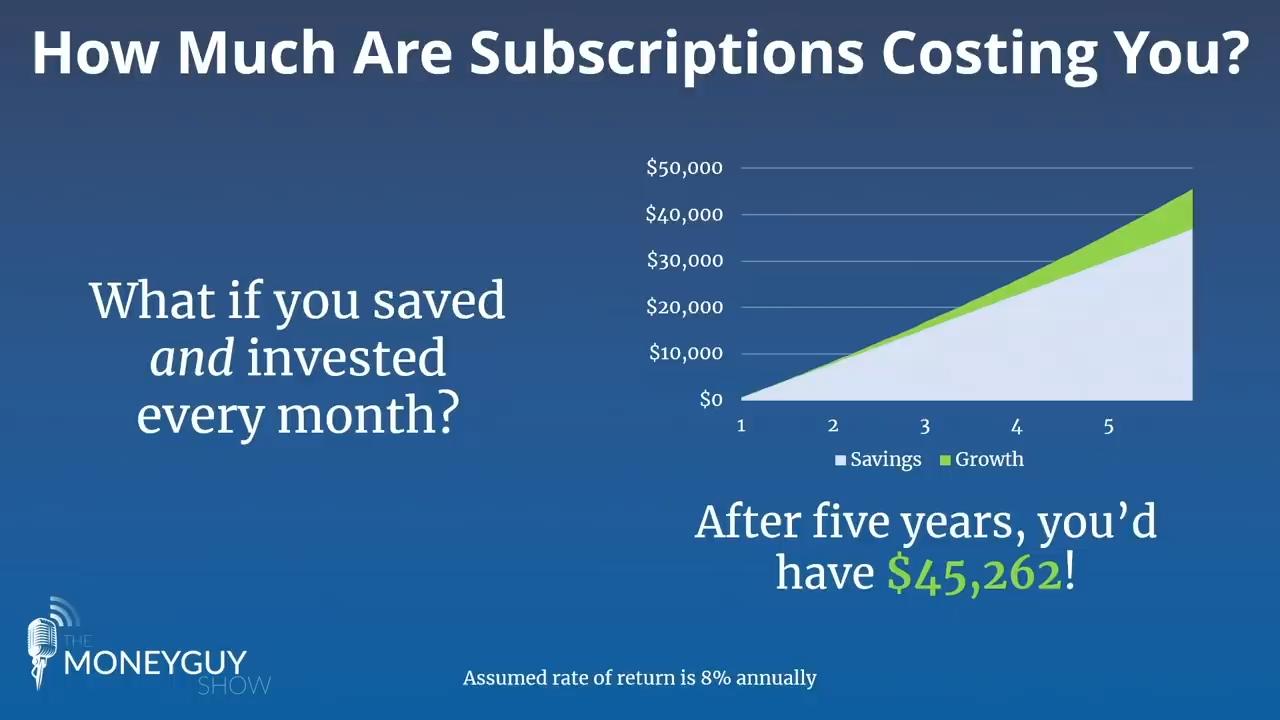 How Much Are Subscriptions Costing You?
What if you saved
and invested
every month?
$50,000
$40,000
$30,000
$20,000
$10,000
$0
1 2 3 4 5
Savings Growth
After five years, you’d
have $45,262!
THE
MONEYGUY
SHOW
Assumed rate of return is 8% annually